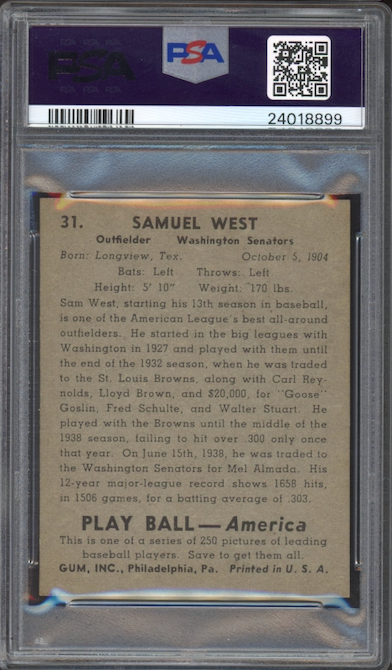 PSA
PSA
24018899
31. SAMUEL WEST
Outfielder Washington Senators
Born: Longview, Tex. October 5, 1904
Bats: Left Throws: Left
Height: 5' 10" Weight: 170 lbs.
Sam West, starting his 13th season in baseball,
is one of the American League's best all-around
outfielders. He started in the big leagues with
Washington in 1927 and played with them until
the end of the 1932 season, when he was traded
to the St. Louis Browns, along with Carl Rey-
nolds, Lloyd Brown, and $20,000, for "Goose"
Goslin, Fred Schulte, and Walter Stuart. He
played with the Browns until the middle of the
1938 season, failing to hit over .300 only once
that year. On June 15th, 1938, he was traded to
the Washington Senators for Mel Almada. His
12-year major-league record shows 1658 hits,
in 1506 games, for a batting average of .303.
PLAY BALL—America
This is one of a series of 250 pictures of leading
baseball players. Save to get them all.
GUM, INC., Philadelphia, Pa. Printed in U. S. A.